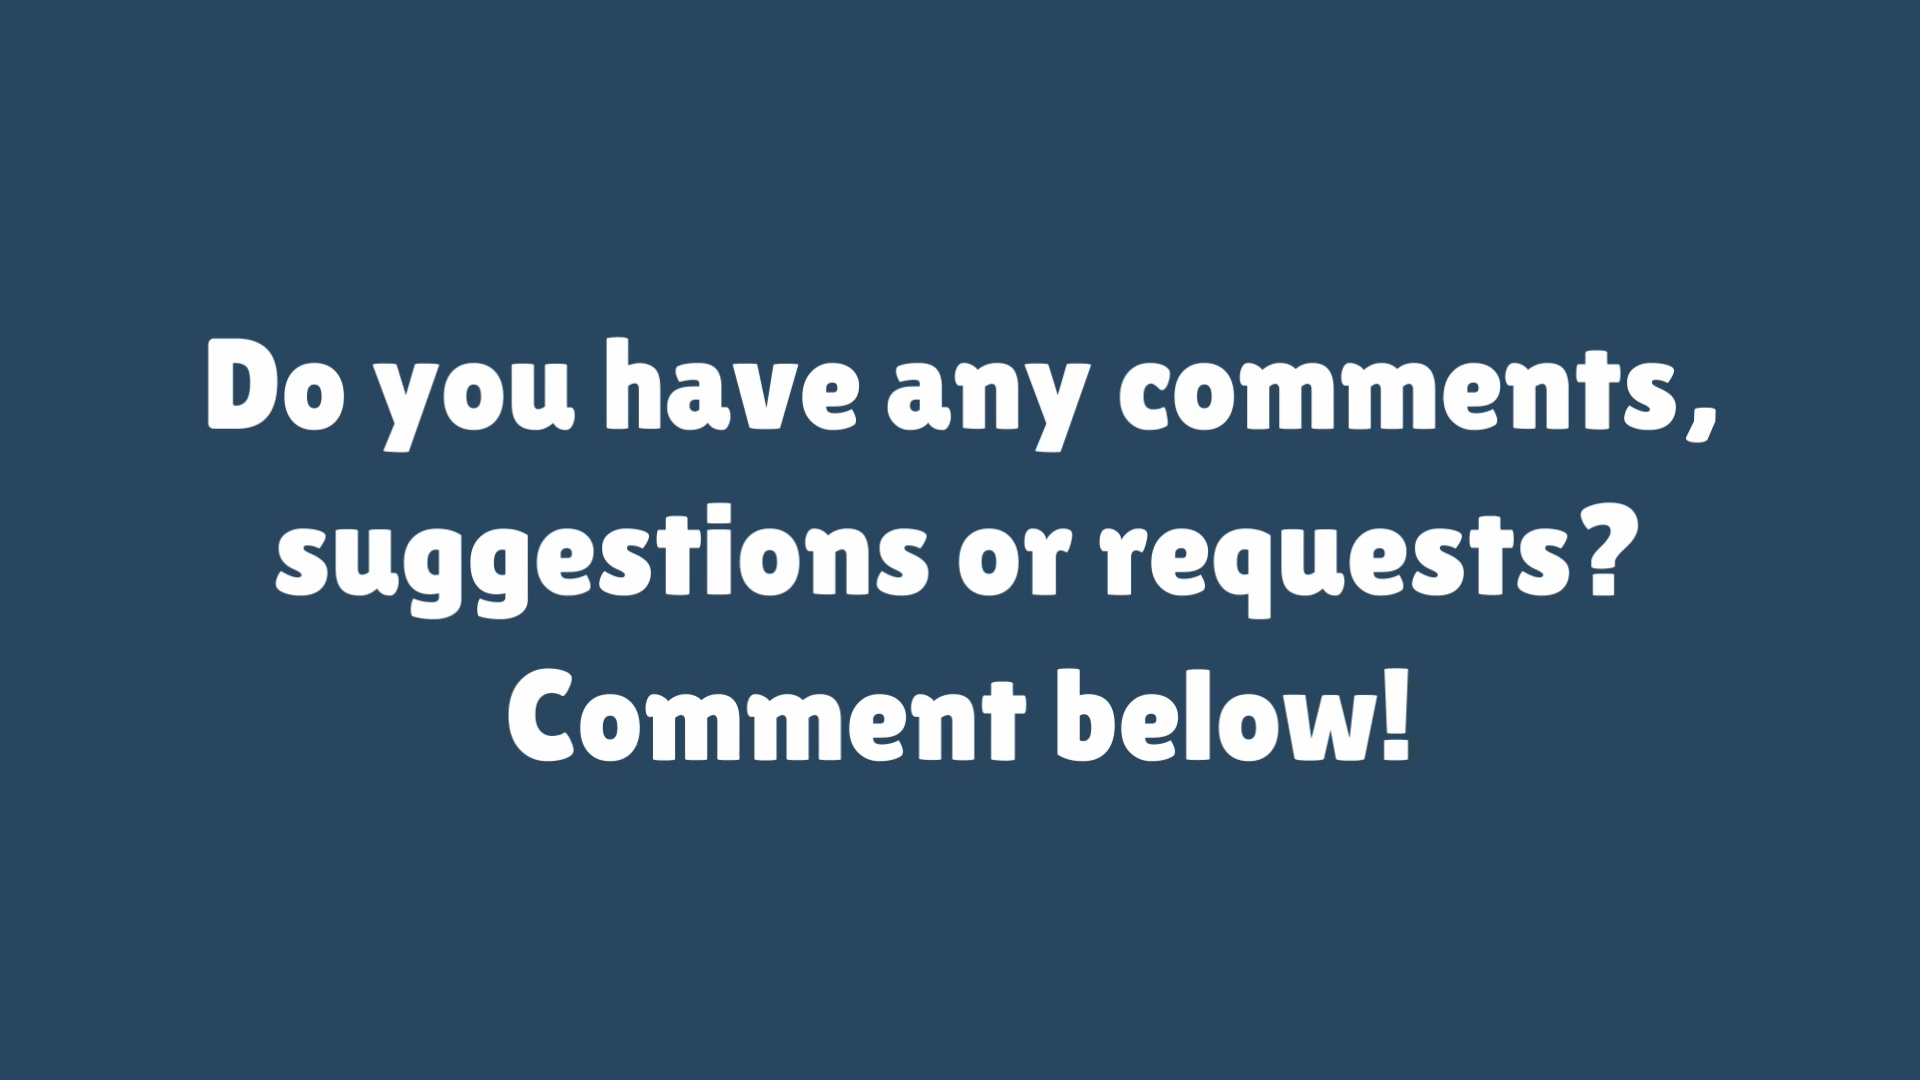 Do you have any comments,
suggestions or requests?
Comment below!